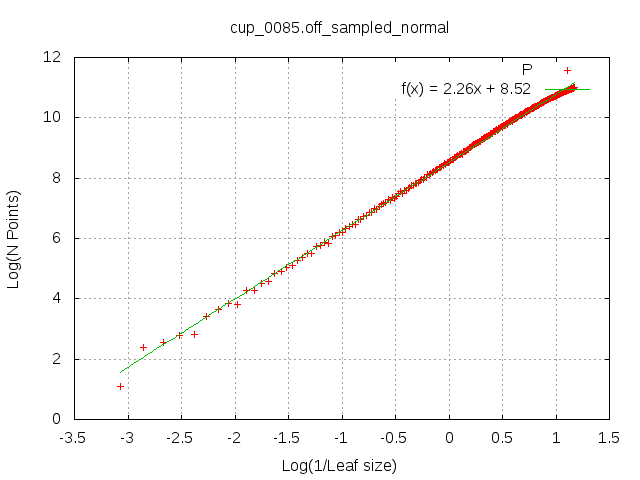 cup_0085.off_sampled_normal
12
10
8
6
4
2
0
Log(N Points)
P
f(x) = 2.26x + 8.52
-3.5 -3 -2.5 -2 -1.5 -1 -0.5 0 0.5 1 1.5
Log(1/Leaf size)